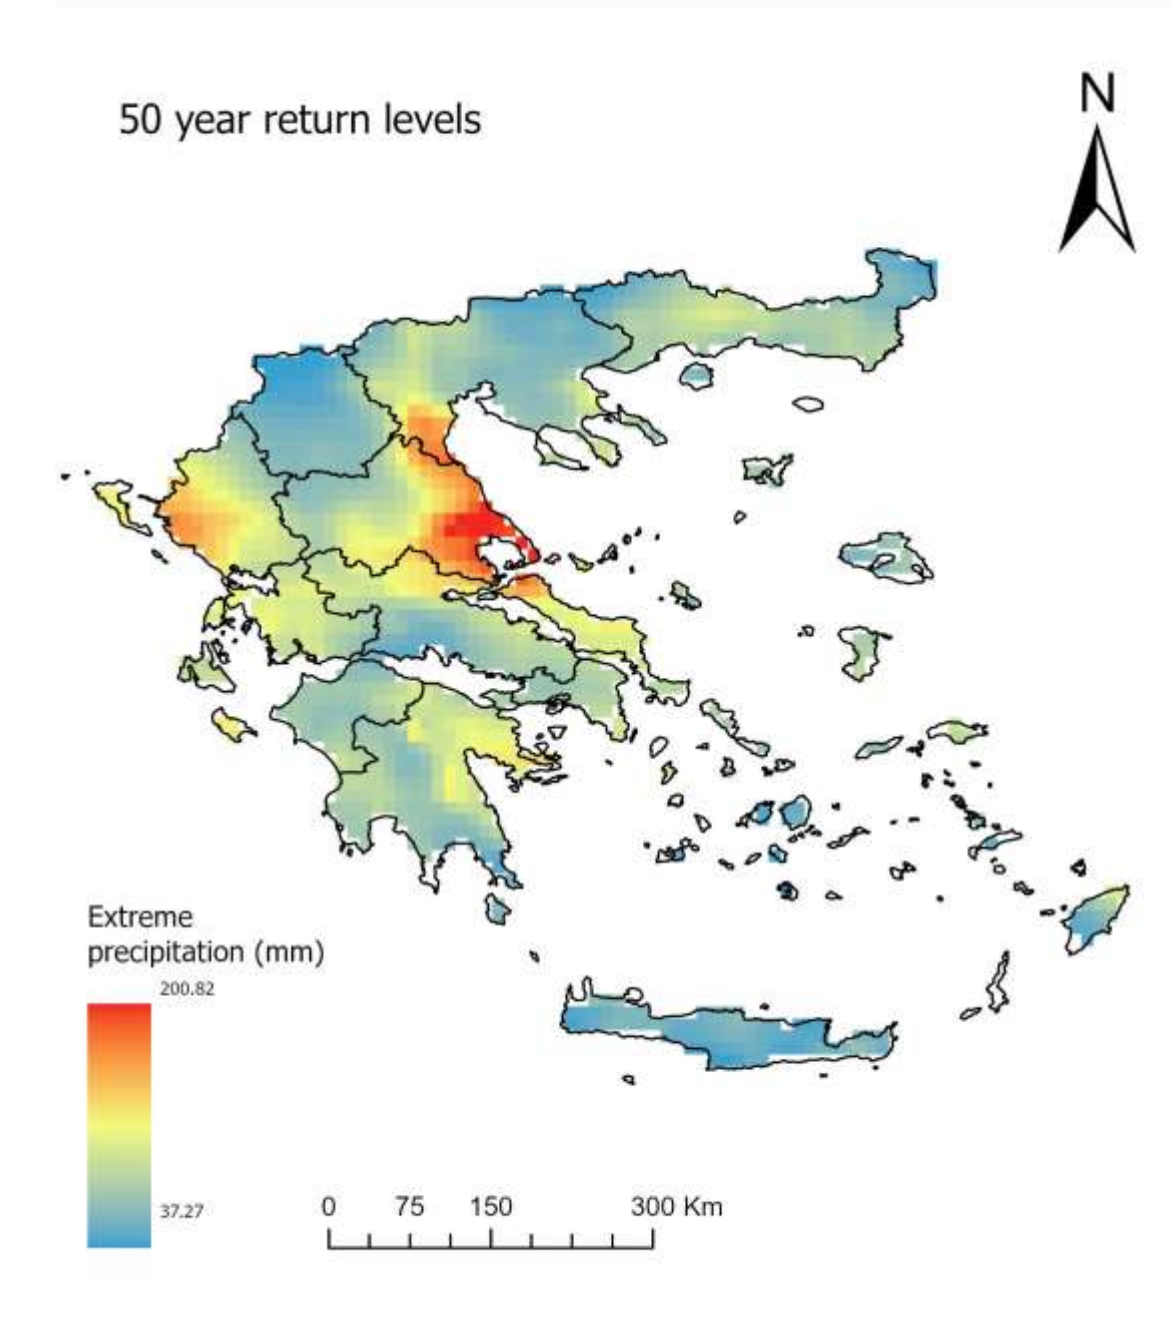 N
50 year return levels
Extreme
precipitation (mm)
200.82
37.27
0 75 150 300 Km